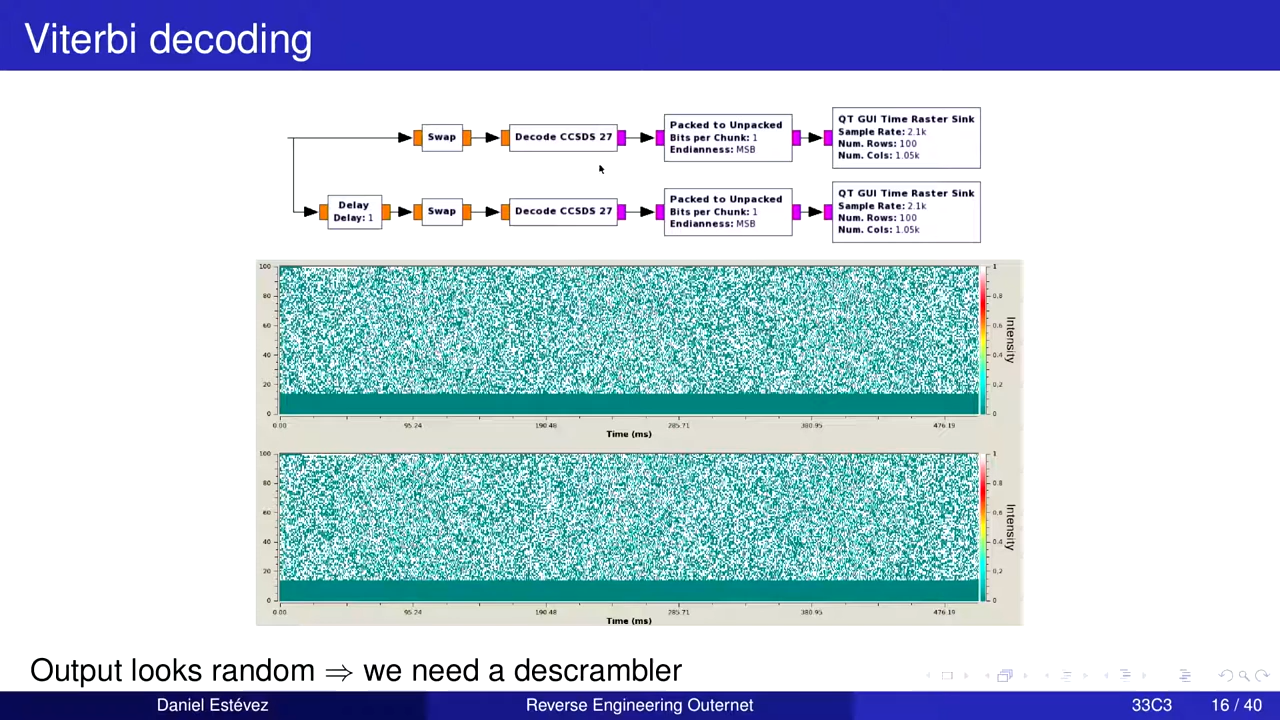 Viterbi decoding
Swap
Decode CCSDS 27
Packed to Unpacked
Bits per Chunk: 1
Endianness: MSB
QT GUI Time Raster Sink
Sample Rate: 2.1k
Num. Rows: 100
Num. Cols: 1.05k
Delay
Delay: 1
Swap
Decode CCSDS 27
Packed to Unpacked
Bits per Chunk: 1
Endianness: MSB
QT GUI Time Raster Sink
Sample Rate: 2.1k
Num. Rows: 100
Num. Cols: 1.05k
100
80
60
40
20
0
0.00 95.24 190.48 285.71 380.95 476.19
Time (ms)
1
0.8
0.6
0.4
0.2
0
Intensity
100
80
60
40
20
0
0.00 95.24 190.48 285.71 380.95 476.19
Time (ms)
1
0.8
0.6
0.4
0.2
0
Intensity
Output looks random ⇒ we need a descrambler
Daniel Estévez Reverse Engineering Outernet 33C3 16 / 40